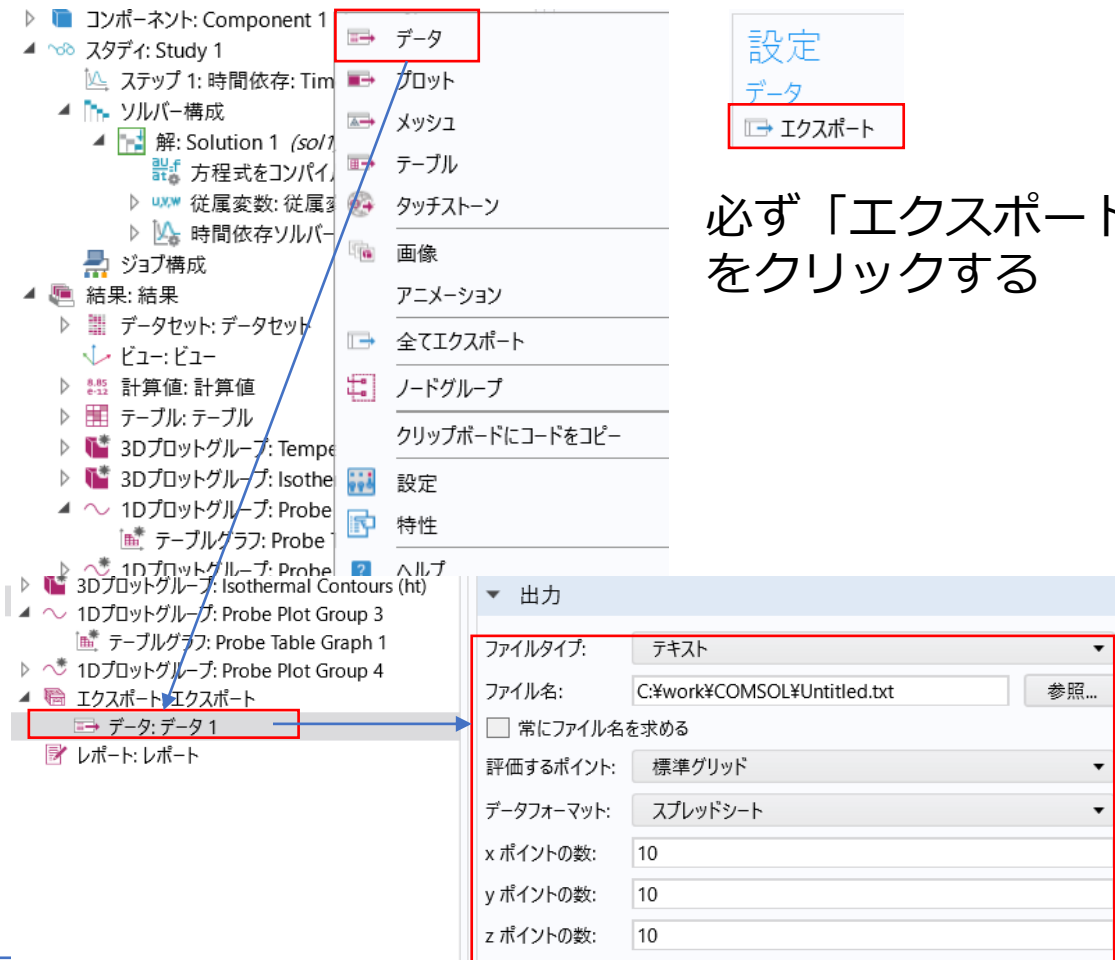 コンポーネント: Component 1
スタディ: Study 1
ステップ 1: 時間依存: Tim
ソルバー構成
解: Solution 1 (sol1
方程式をコンパイ
従属変数: 従属変
時間依存ソルバー
ジョブ構成
結果: 結果
データセット: データセット
ビュー: ビュー
計算値: 計算値
テーブル: テーブル
3Dプロットグループ: Tempe
3Dプロットグループ: Isothe
1Dプロットグループ: Probe
テーブルグラフ: Probe T
1Dプロットグループ: Probe
データ
プロット
メッシュ
テーブル
タッチストーン
画像
アニメーション
全てエクスポート
ノードグループ
クリップボードにコードをコピー
設定
特性
ヘルプ
設定
データ
エクスポート
必ず「エクスポート
をクリックする
3Dプロットグループ: Isothermal Contours (ht)
1Dプロットグループ: Probe Plot Group 3
テーブルグラフ: Probe Table Graph 1
1Dプロットグループ: Probe Plot Group 4
エクスポート: エクスポート
データ: データ 1
レポート: レポート
出力
ファイルタイプ: テキスト
ファイル名: C:¥work¥COMSOL¥Untitled.txt 参照...
常にファイル名を求める
評価するポイント: 標準グリッド
データフォーマット: スプレッドシート
x ポイントの数: 10
y ポイントの数: 10
z ポイントの数: 10